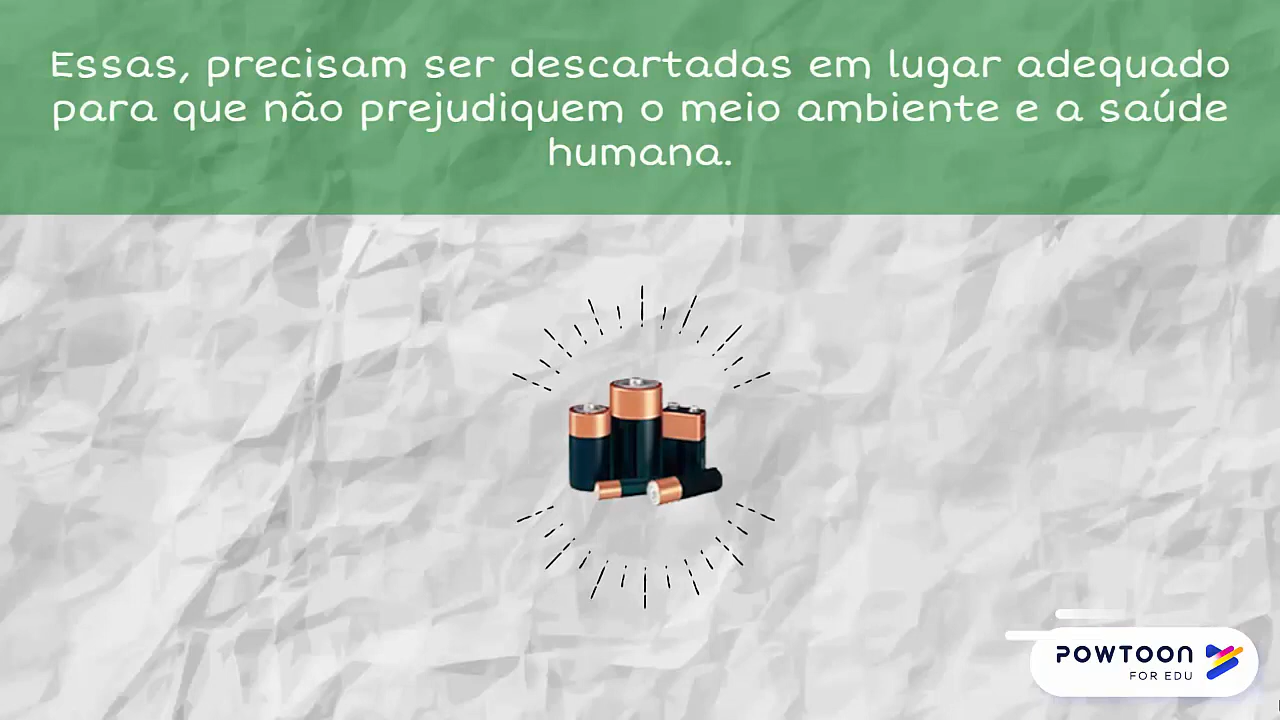 Essas, precisam ser descartadas em lugar adequado
para que não prejudiquem o meio ambiente e a saúde
humana.
POWTOON
FOR EDU